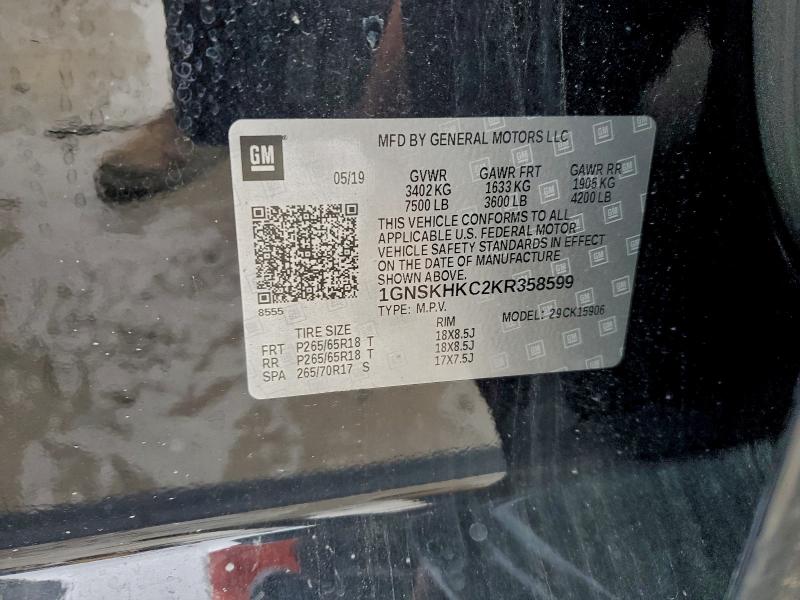 GM
MFD BY GENERAL MOTORS LLC
05/19
GVWR GAWR FRT GAWR RR
3402 KG 1633 KG 1905 KG
7500 LB 3600 LB 4200 LB
THIS VEHICLE CONFORMS TO ALL
APPLICABLE U.S. FEDERAL MOTOR
VEHICLE SAFETY STANDARDS IN EFFECT
ON THE DATE OF MANUFACTURE
SHOWN ABOVE.
1GNSKHKC2KR358599
8555
TYPE: M.P.V. MODEL: 29CK15906
TIRE SIZE RIM
FRT P265/65R18 T 18X8.5J
RR P265/65R18 T 18X8.5J
SPA 265/70R17 S 17X7.5J